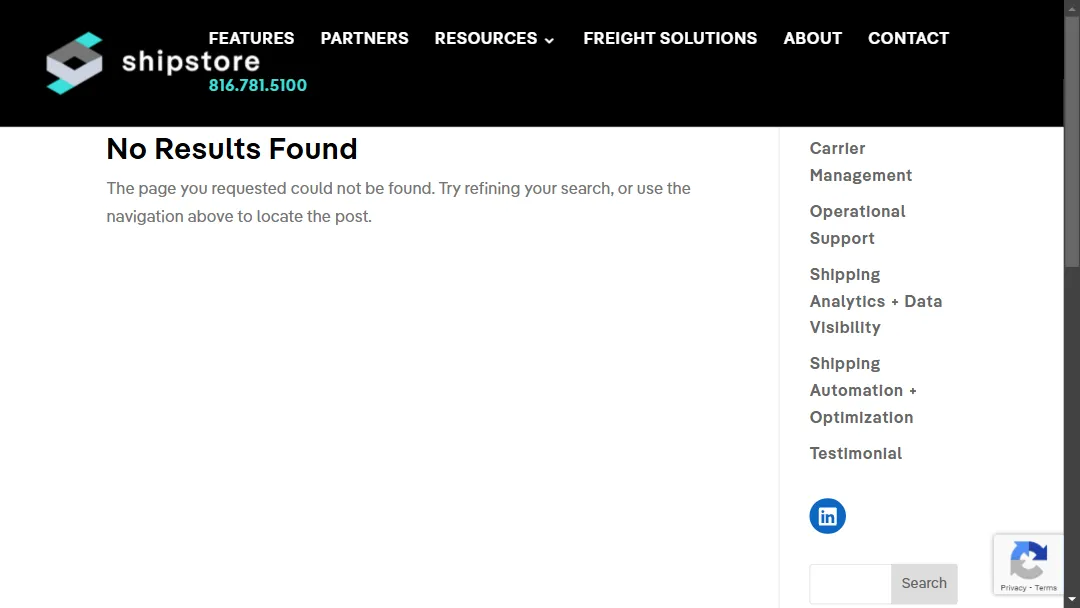 FEATURES PARTNERS RESOURCES FREIGHT SOLUTIONS ABOUT CONTACT
shipstore
816.781.5100
No Results Found
The page you requested could not be found. Try refining your search, or use the
navigation above to locate the post.
Carrier
Management
Operational
Support
Shipping
Analytics + Data
Visibility
Shipping
Automation +
Optimization
Testimonial
in
Search
Privacy - Terms